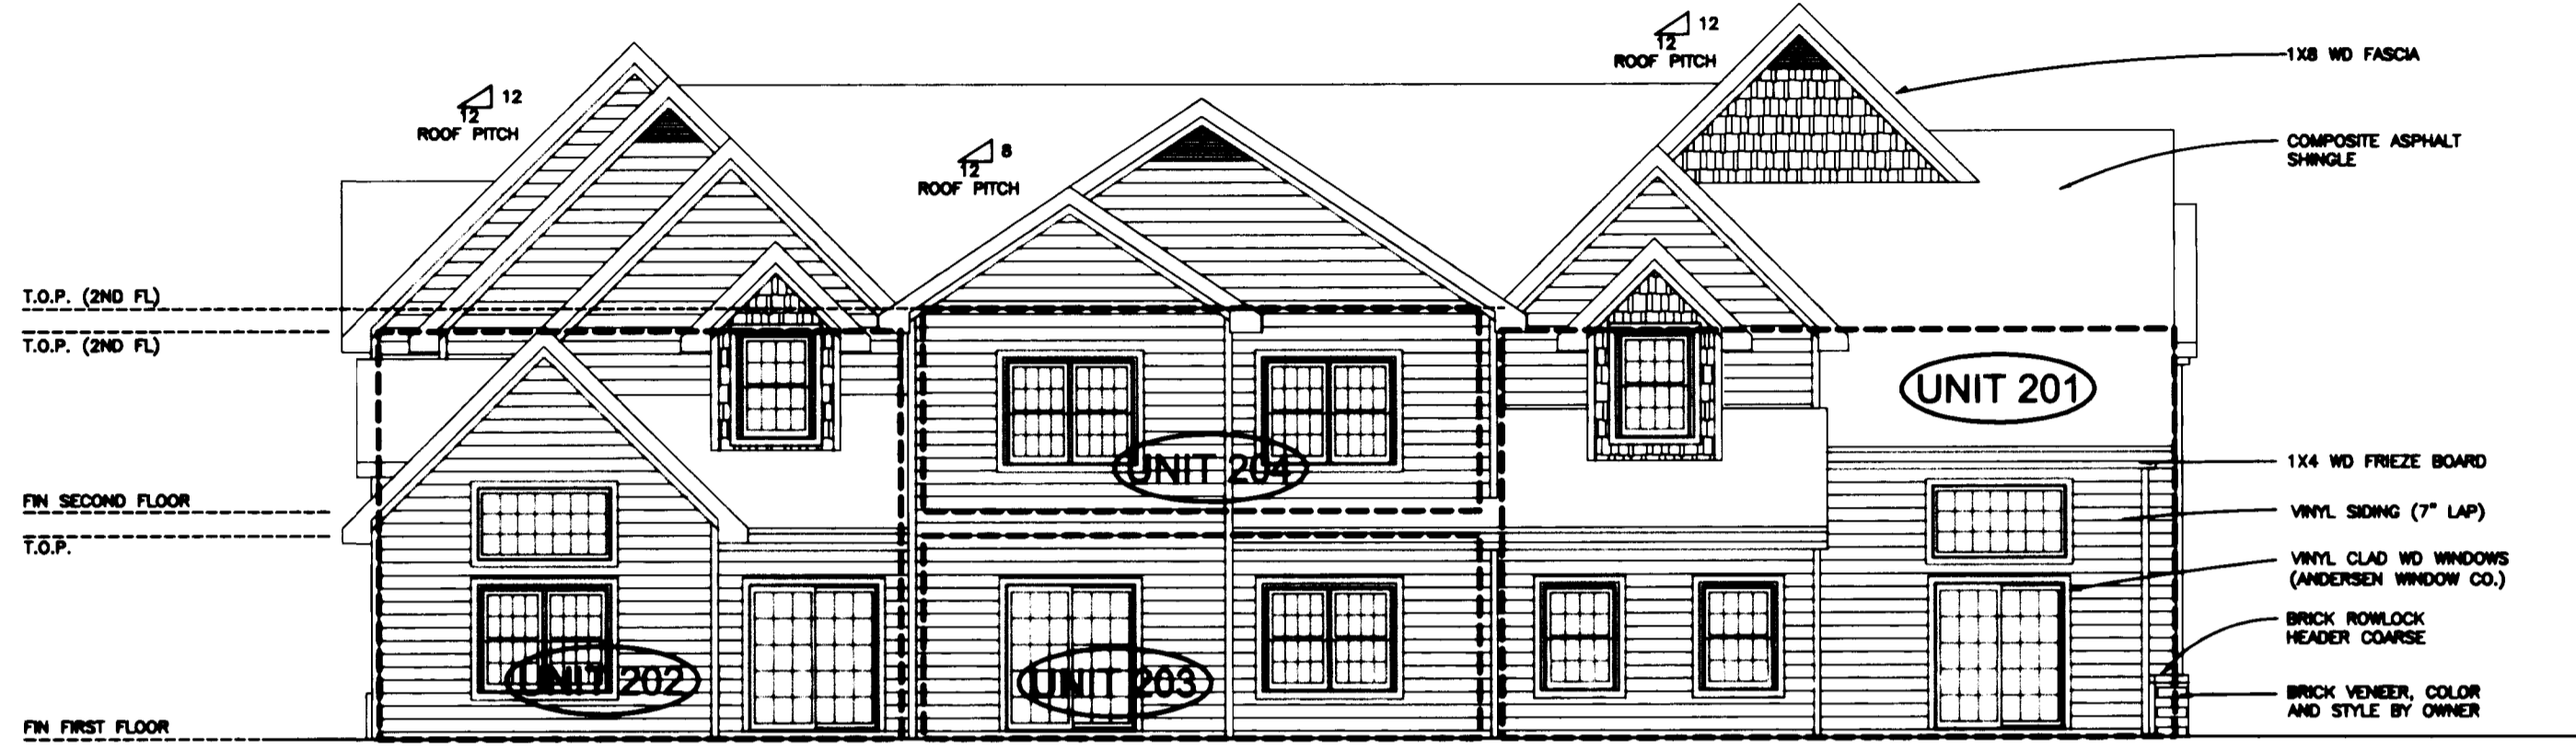 12
12
ROOF PITCH
12
12
ROOF PITCH
8
12
ROOF PITCH
1X8 WD FASCIA
COMPOSITE ASPHALT
SHINGLE
T.O.P. (2ND FL)
T.O.P. (2ND FL)
UNIT 201
UNIT 204
1X4 WD FRIEZE BOARD
FIN SECOND FLOOR
VINYL SIDING (7" LAP)
T.O.P.
VINYL CLAD WD WINDOWS
(ANDERSEN WINDOW CO.)
BRICK ROWLOCK
HEADER COARSE
UNIT 202
UNIT 203
BRICK VENEER, COLOR
AND STYLE BY OWNER
FIN FIRST FLOOR